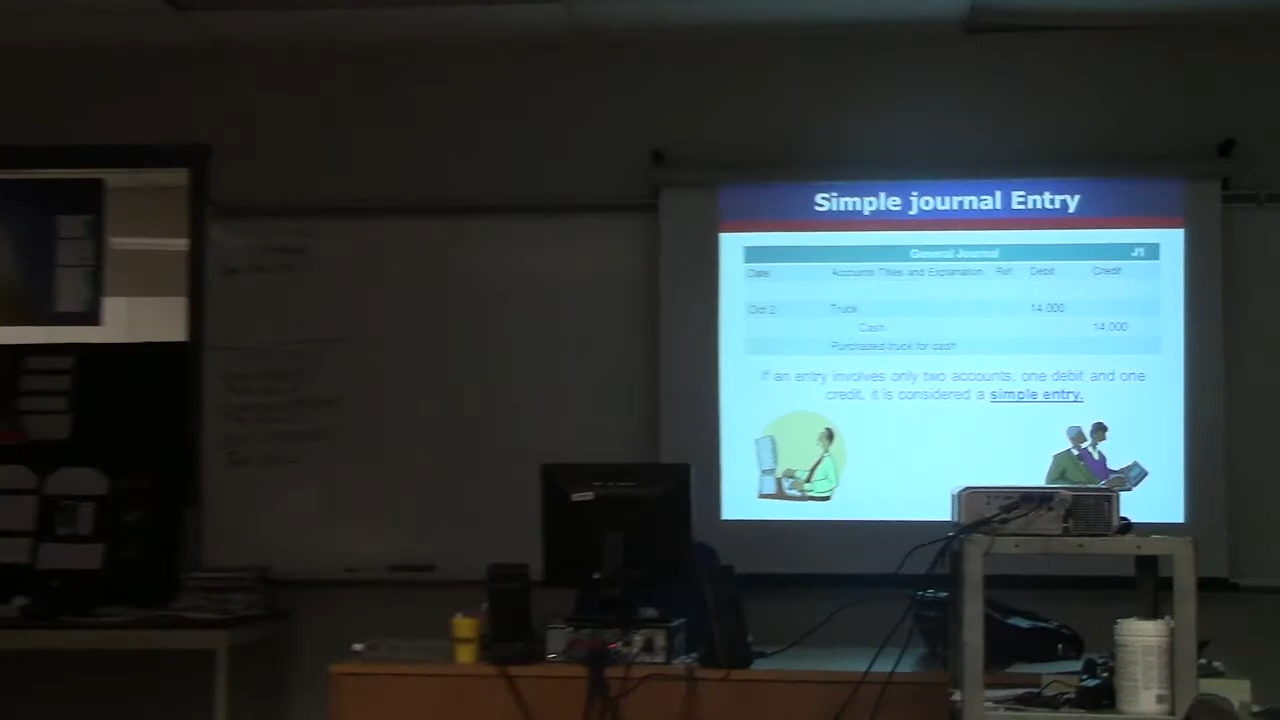 Simple journal Entry
General Journal J1
Date Accounts Titles and Explanation Ref Debit Credit
Oct 2 Truck 14,000
Cash 14,000
Purchased truck for cash
If an entry involves only two accounts, one debit and one
credit, it is considered a simple entry.